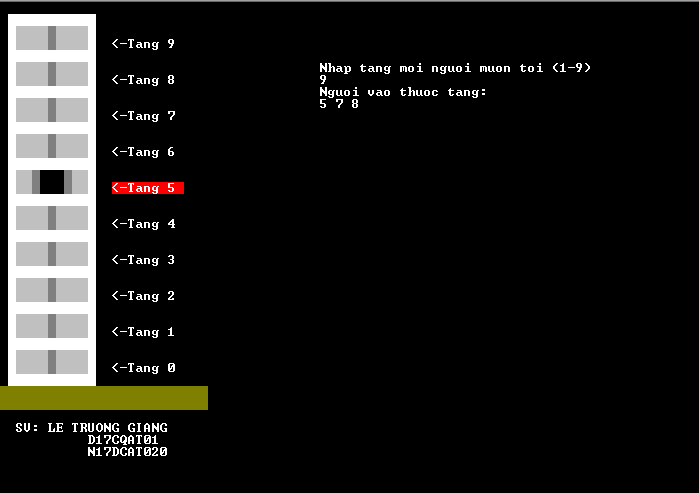 <-Tang 9
<-Tang 8
<-Tang 7
<-Tang 6
<-Tang 5
<-Tang 4
<-Tang 3
<-Tang 2
<-Tang 1
<-Tang 0
Nhap tang moi nguoi muon toi (1-9)
9
Nguoi vao thuoc tang:
5 7 8
SV: LE TRUONG GIANG
D17CQAT01
N17DCAT020